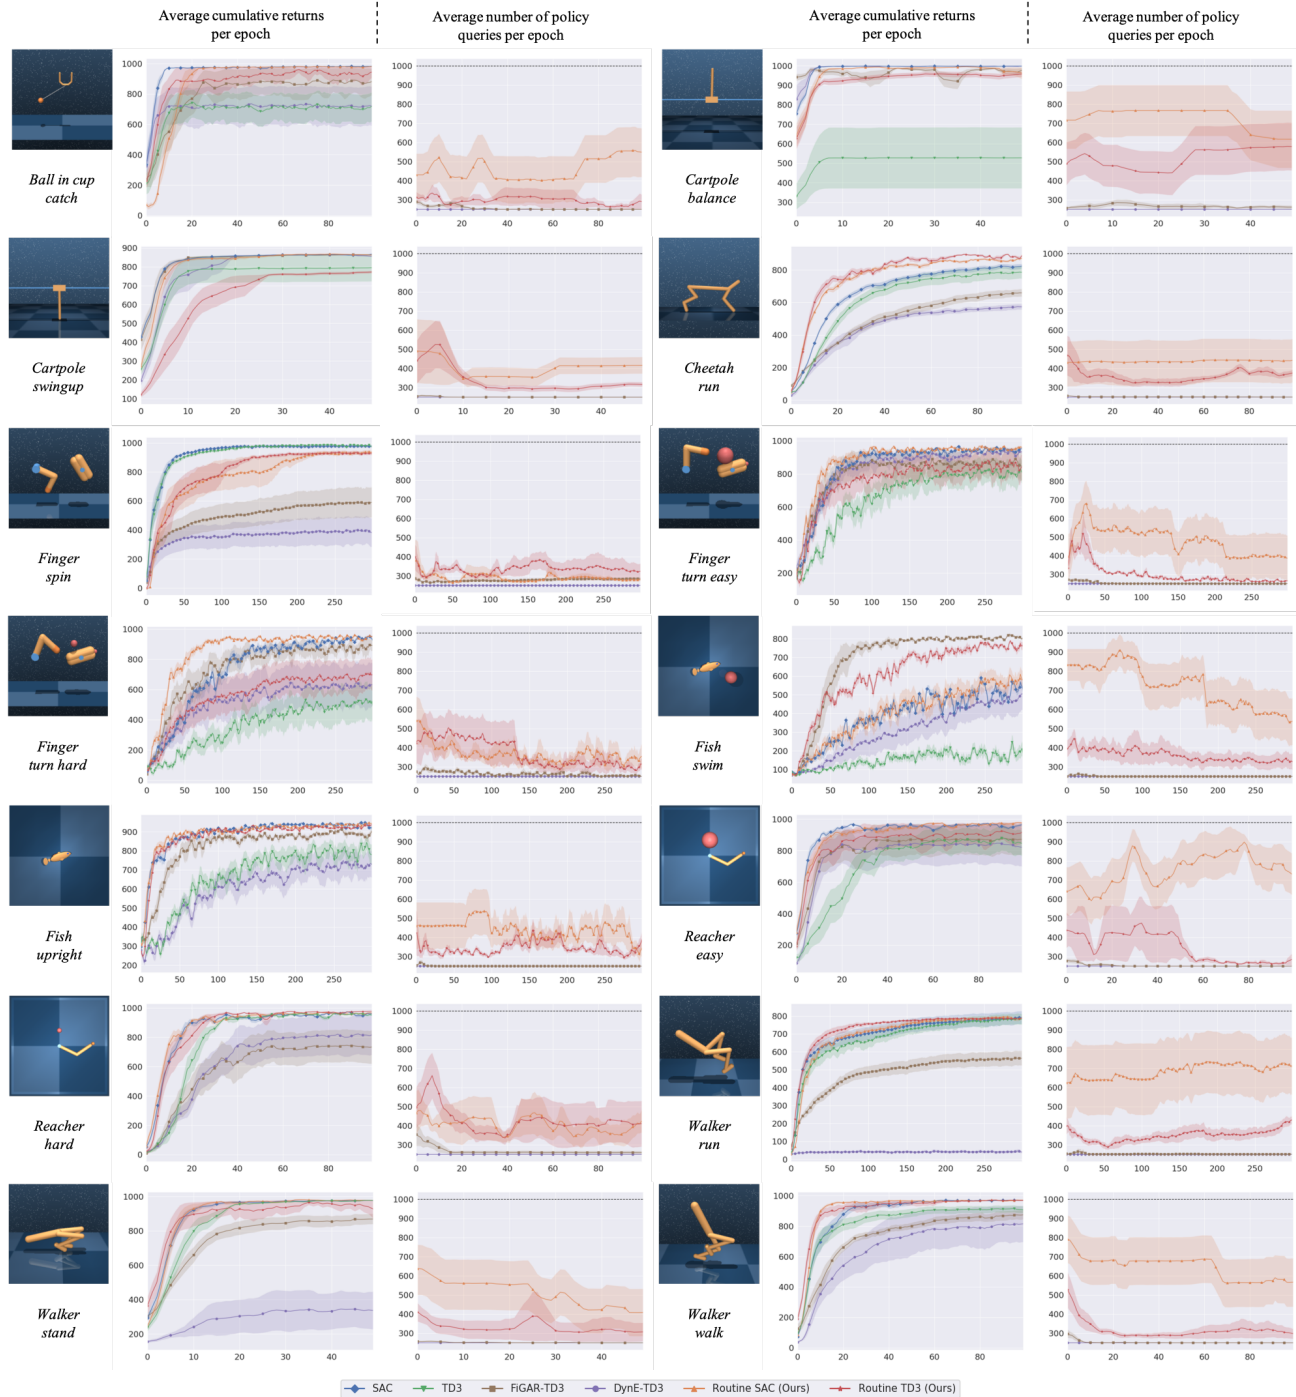 Average cumulative returns
per epoch
Average number of policy
queries per epoch
Average cumulative returns
per epoch
Average number of policy
queries per epoch
Ball in cup
catch
Cartpole
balance
Cartpole
swingup
Cheetah
run
Finger
spin
Finger
turn easy
Finger
turn hard
Fish
swim
Fish
upright
Reacher
easy
Reacher
hard
Walker
run
Walker
stand
Walker
walk
SAC TD3 FiGAR-TD3 DynE-TD3 Routine SAC (Ours) Routine TD3 (Ours)